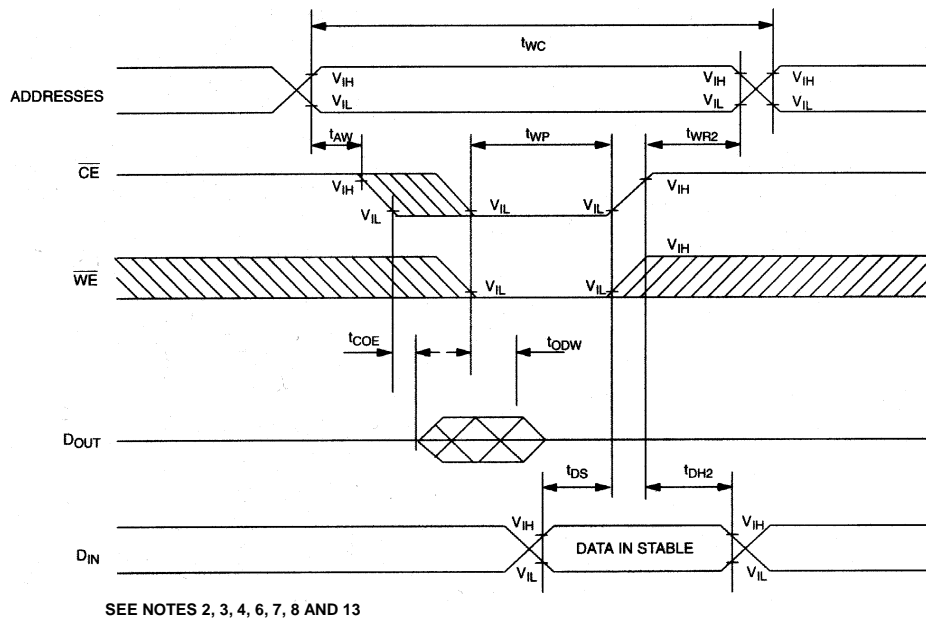 tWC
ADDRESSES
VIH
VIL
VIH
VIL
VIH
VIL
tAW
tWP
tWR2
CE
VIH
VIL
VIL
VIL
VIH
WE
VIL
VIL
VIH
tCOE
tODW
DOUT
tDS
tDH2
DIN
VIH
VIL
DATA IN STABLE
VIH
VIL
SEE NOTES 2, 3, 4, 6, 7, 8 AND 13